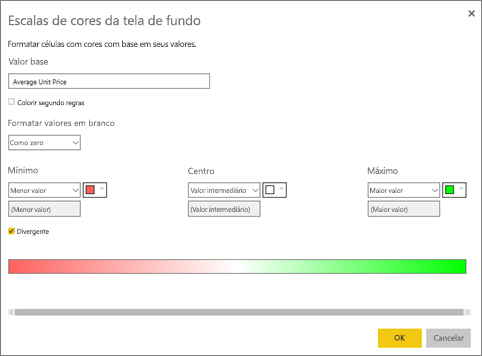 Escalas de cores da tela de fundo
Formatar células com cores com base em seus valores.
Valor base
Average Unit Price
Colorir segundo regras
Formatar valores em branco
Como zero
Mínimo Centro Máximo
Menor valor Valor intermediário Maior valor
(Menor valor) (Valor intermediário) (Maior valor)
Divergente
OK Cancelar